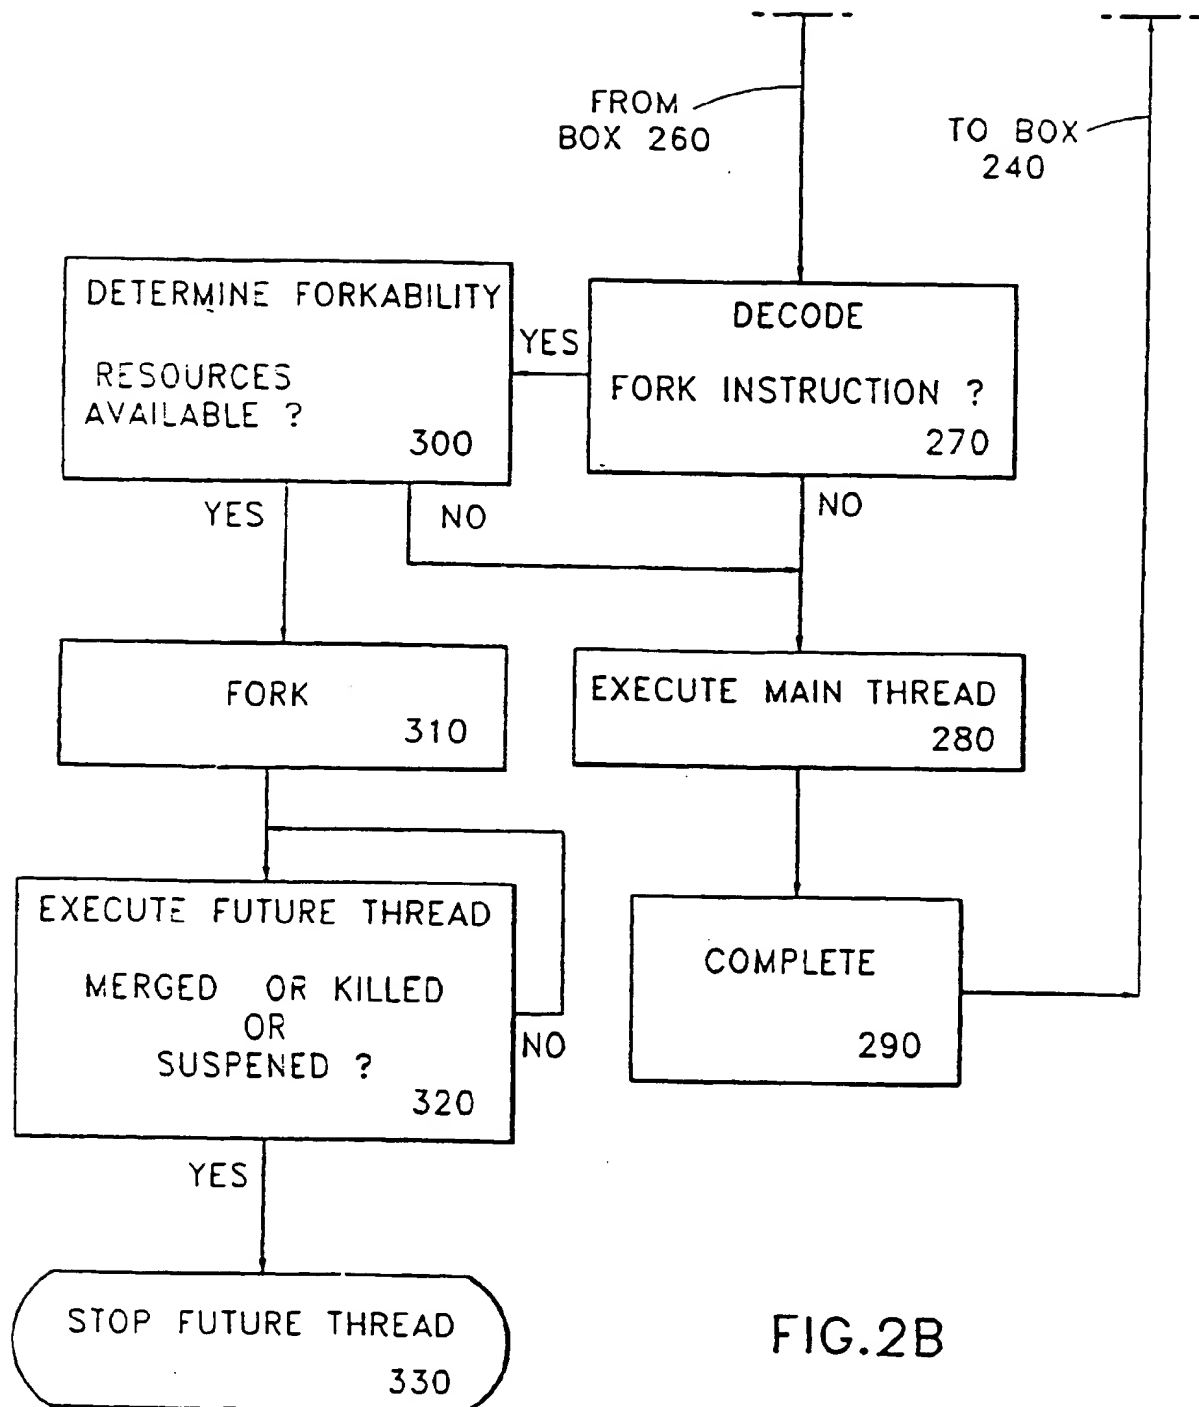 FROM
BOX 260
TO BOX
240
DETERMINE FORKABILITY
RESOURCES
AVAILABLE ?
300
YES
DECODE
FORK INSTRUCTION ?
270
YES
NO
NO
FORK
310
EXECUTE MAIN THREAD
280
EXECUTE FUTURE THREAD
MERGED OR KILLED
OR
SUSPENED ?
320
NO
COMPLETE
290
YES
STOP FUTURE THREAD
330
FIG.2B